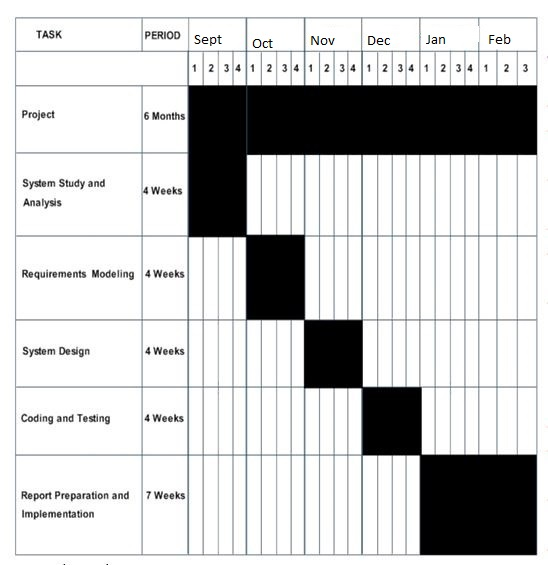 TASK PERIOD Sept Oct Nov Dec Jan Feb
1 2 3 4 1 2 3 4 1 2 3 4 1 2 3 4 1 2 3 4 1 2 3
Project 6 Months
System Study and
Analysis 4 Weeks
Requirements Modeling 4 Weeks
System Design 4 Weeks
Coding and Testing 4 Weeks
Report Preparation and
Implementation 7 Weeks